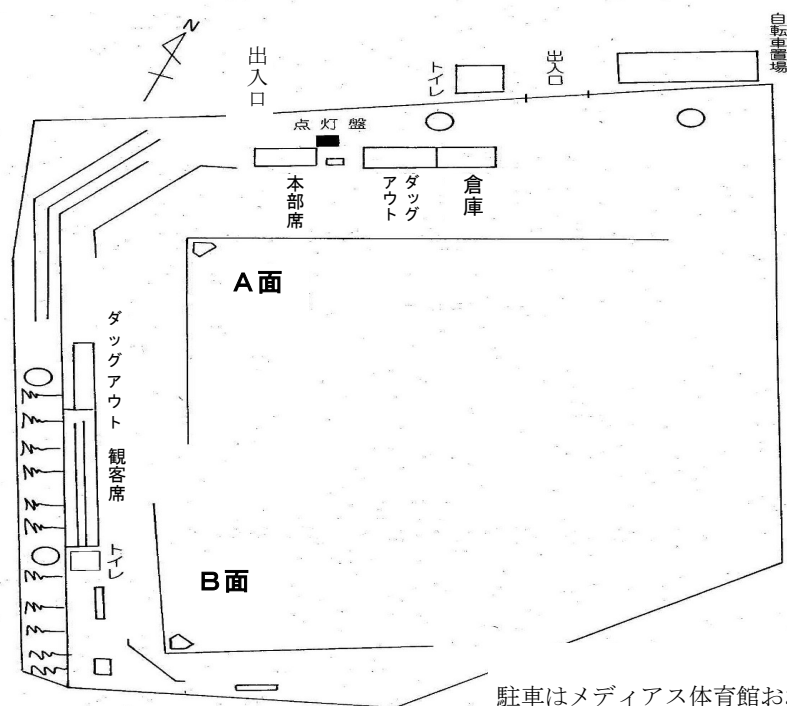 N
出入口
トイレ
出入口
自転車置場
点灯盤
本部席
ダッグ
アウト
倉庫
A面
ダッグアウト
観客席
トイレ
B面
駐車はメディアス体育館お